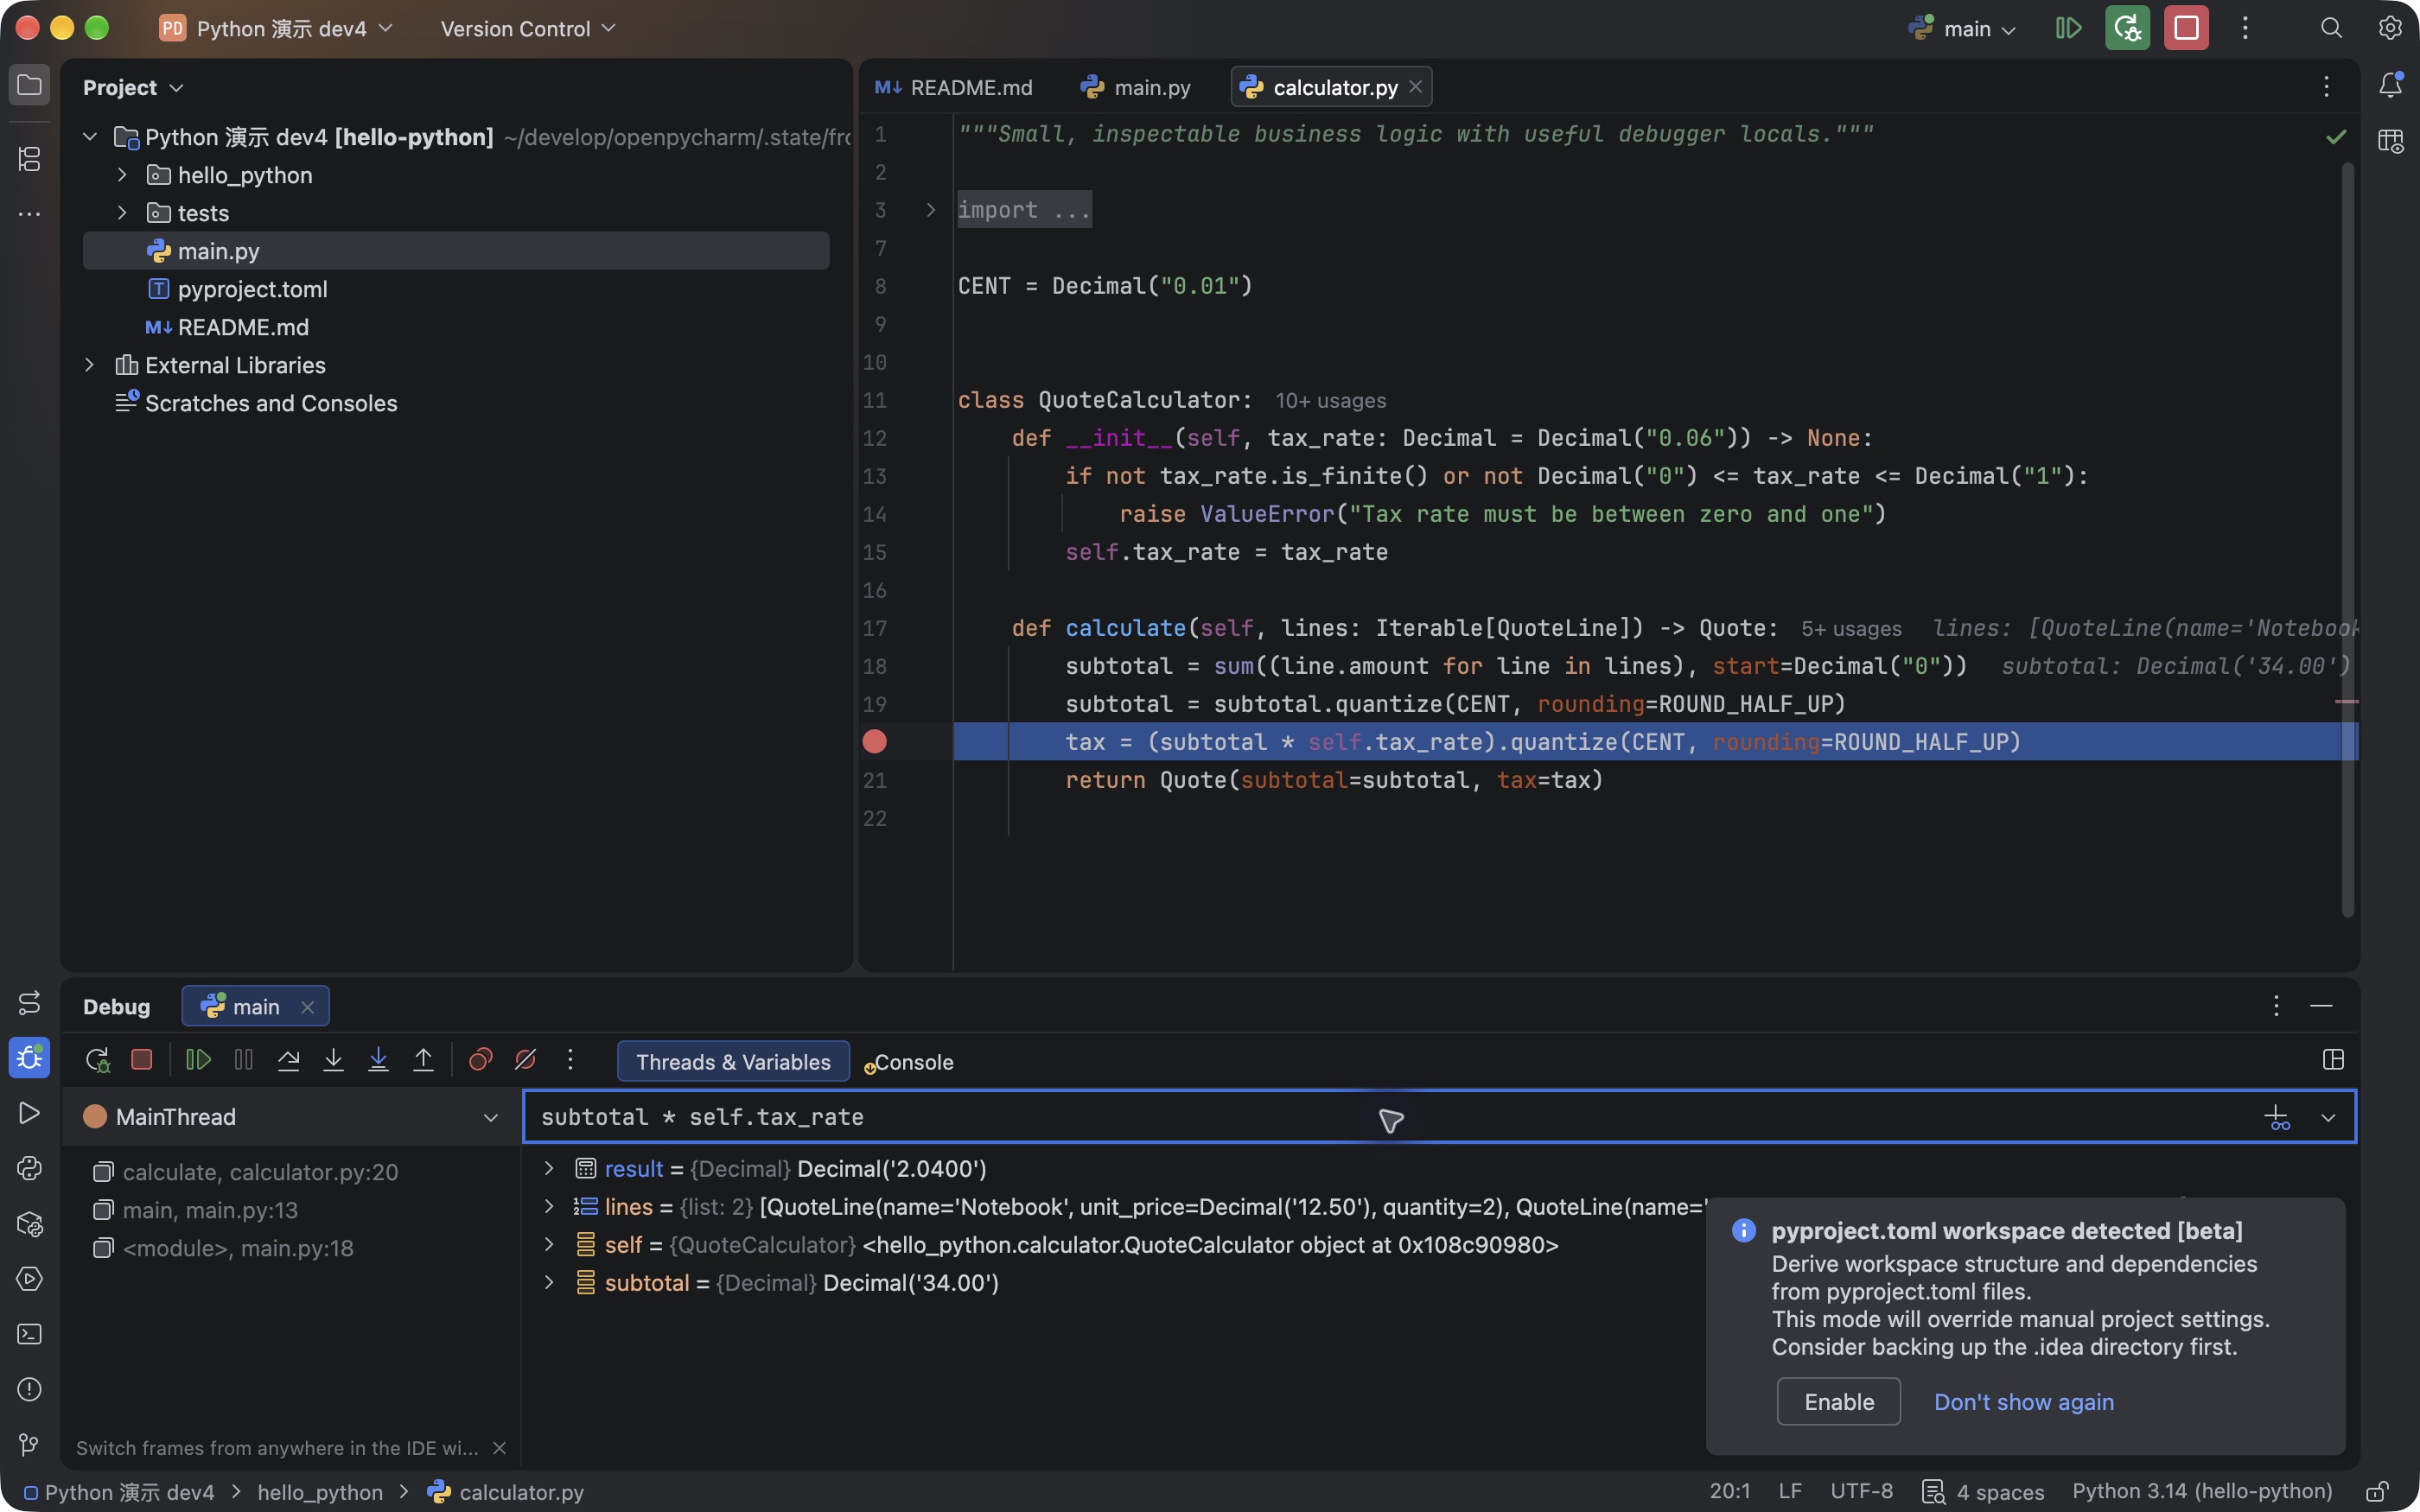 PD Python 演示 dev4 Version Control main
Project
Python 演示 dev4 [hello-python] ~/develop/openpycharm/.state/fro
hello_python
tests
main.py
pyproject.toml
README.md
External Libraries
Scratches and Consoles
README.md main.py calculator.py
1 """Small, inspectable business logic with useful debugger locals."""
2
3 import ...
7
8 CENT = Decimal("0.01")
9
10
11 class QuoteCalculator: 10+ usages
12 def __init__(self, tax_rate: Decimal = Decimal("0.06")) -> None:
13 if not tax_rate.is_finite() or not Decimal("0") <= tax_rate <= Decimal("1"):
14 raise ValueError("Tax rate must be between zero and one")
15 self.tax_rate = tax_rate
16
17 def calculate(self, lines: Iterable[QuoteLine]) -> Quote: 5+ usages lines: [QuoteLine(name='Notebook
18 subtotal = sum((line.amount for line in lines), start=Decimal("0")) subtotal: Decimal('34.00')
19 subtotal = subtotal.quantize(CENT, rounding=ROUND_HALF_UP)
tax = (subtotal * self.tax_rate).quantize(CENT, rounding=ROUND_HALF_UP)
21 return Quote(subtotal=subtotal, tax=tax)
22
Debug main
Threads & Variables Console
MainThread
calculate, calculator.py:20
main, main.py:13
<module>, main.py:18
Switch frames from anywhere in the IDE wi...
subtotal * self.tax_rate
result = {Decimal} Decimal('2.0400')
lines = {list: 2} [QuoteLine(name='Notebook', unit_price=Decimal('12.50'), quantity=2), QuoteLine(name='
self = {QuoteCalculator} <hello_python.calculator.QuoteCalculator object at 0x108c90980>
subtotal = {Decimal} Decimal('34.00')
pyproject.toml workspace detected [beta]
Derive workspace structure and dependencies
from pyproject.toml files.
This mode will override manual project settings.
Consider backing up the .idea directory first.
Enable Don't show again
Python 演示 dev4 > hello_python > calculator.py 20:1 LF UTF-8 4 spaces Python 3.14 (hello-python)